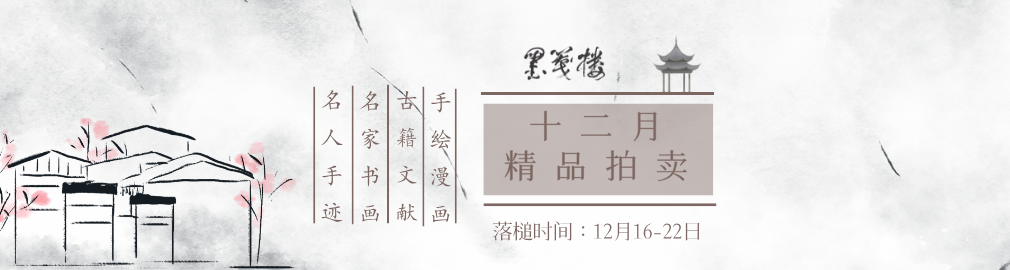 墨笺楼
十二月
精品拍卖
落槌时间：12月16-22日
手绘漫画
古籍文献
名家书画
名人手迹